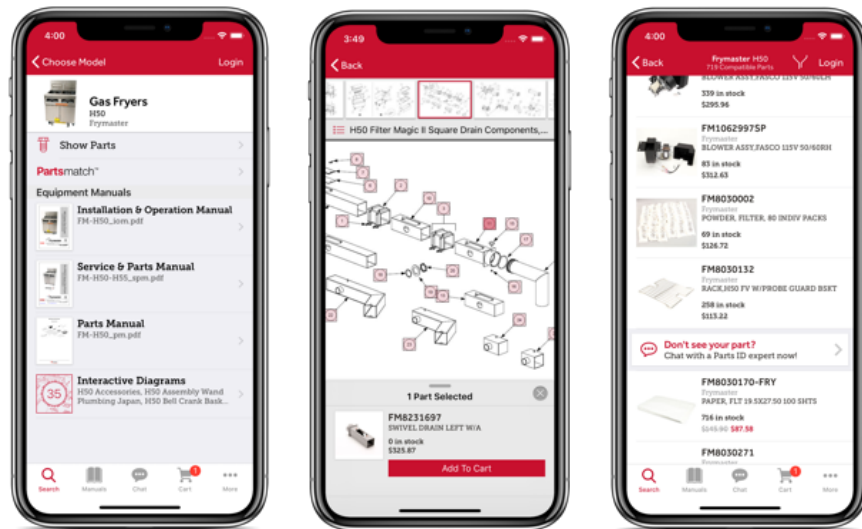 4:00
Choose Model
Login
Gas Fryers
H50
Frymaster
Show Parts
Partsmatch™
Equipment Manuals
Installation & Operation Manual
FM-H50_iom.pdf
Service & Parts Manual
FM-H50-H55_spm.pdf
Parts Manual
FM-H50_pm.pdf
35
Interactive Diagrams
H50 Accessories, H50 Assembly Wand
Plumbing Japan, H50 Bell Crank Bask...
Search
Manuals
Chat
1
Cart
More
3:49
Back
H50 Filter Magic II Square Drain Components,...
1 Part Selected
FM8231697
SWIVEL DRAIN LEFT W/A
0 in stock
$325.87
Add To Cart
4:00
Back
Frymaster H50
719 Compatible Parts
Login
BLOWER ASSY,FASCO 115V 50/60LH
339 in stock
$295.96
FM1062997SP
Frymaster
BLOWER ASSY,FASCO 115V 50/60RH
83 in stock
$312.63
FM8030002
Frymaster
POWDER, FILTER, 80 INDIV PACKS
69 in stock
$126.72
FM8030132
Frymaster
RACK,H50 FV W/PROBE GUARD BSKT
258 in stock
$113.22
Don't see your part?
Chat with a Parts ID expert now!
FM8030170-FRY
Frymaster
PAPER, FLT 19.5X27.50 100 SHTS
716 in stock
$145.90 $87.58
FM8030271
Frymaster
Search
Manuals
Chat
1
Cart
More